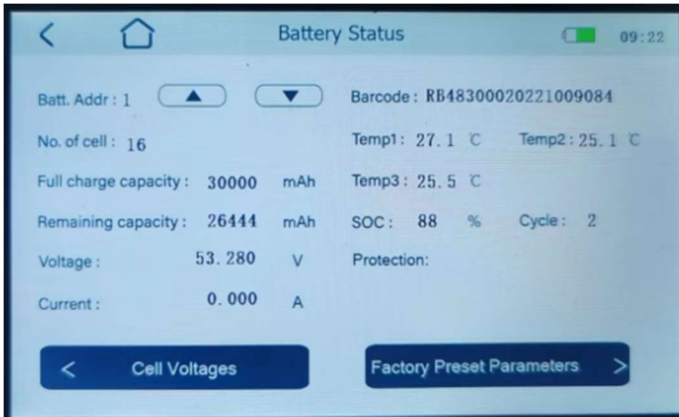 Battery Status 09:22
Batt. Addr : 1 Barcode : RB48300020221009084
No. of cell : 16 Temp1 : 27.1 ℃ Temp2 : 25.1 ℃
Full charge capacity : 30000 mAh Temp3 : 25.5 ℃
Remaining capacity : 26444 mAh SOC : 88 % Cycle : 2
Voltage : 53.280 V Protection:
Current : 0.000 A
Cell Voltages Factory Preset Parameters